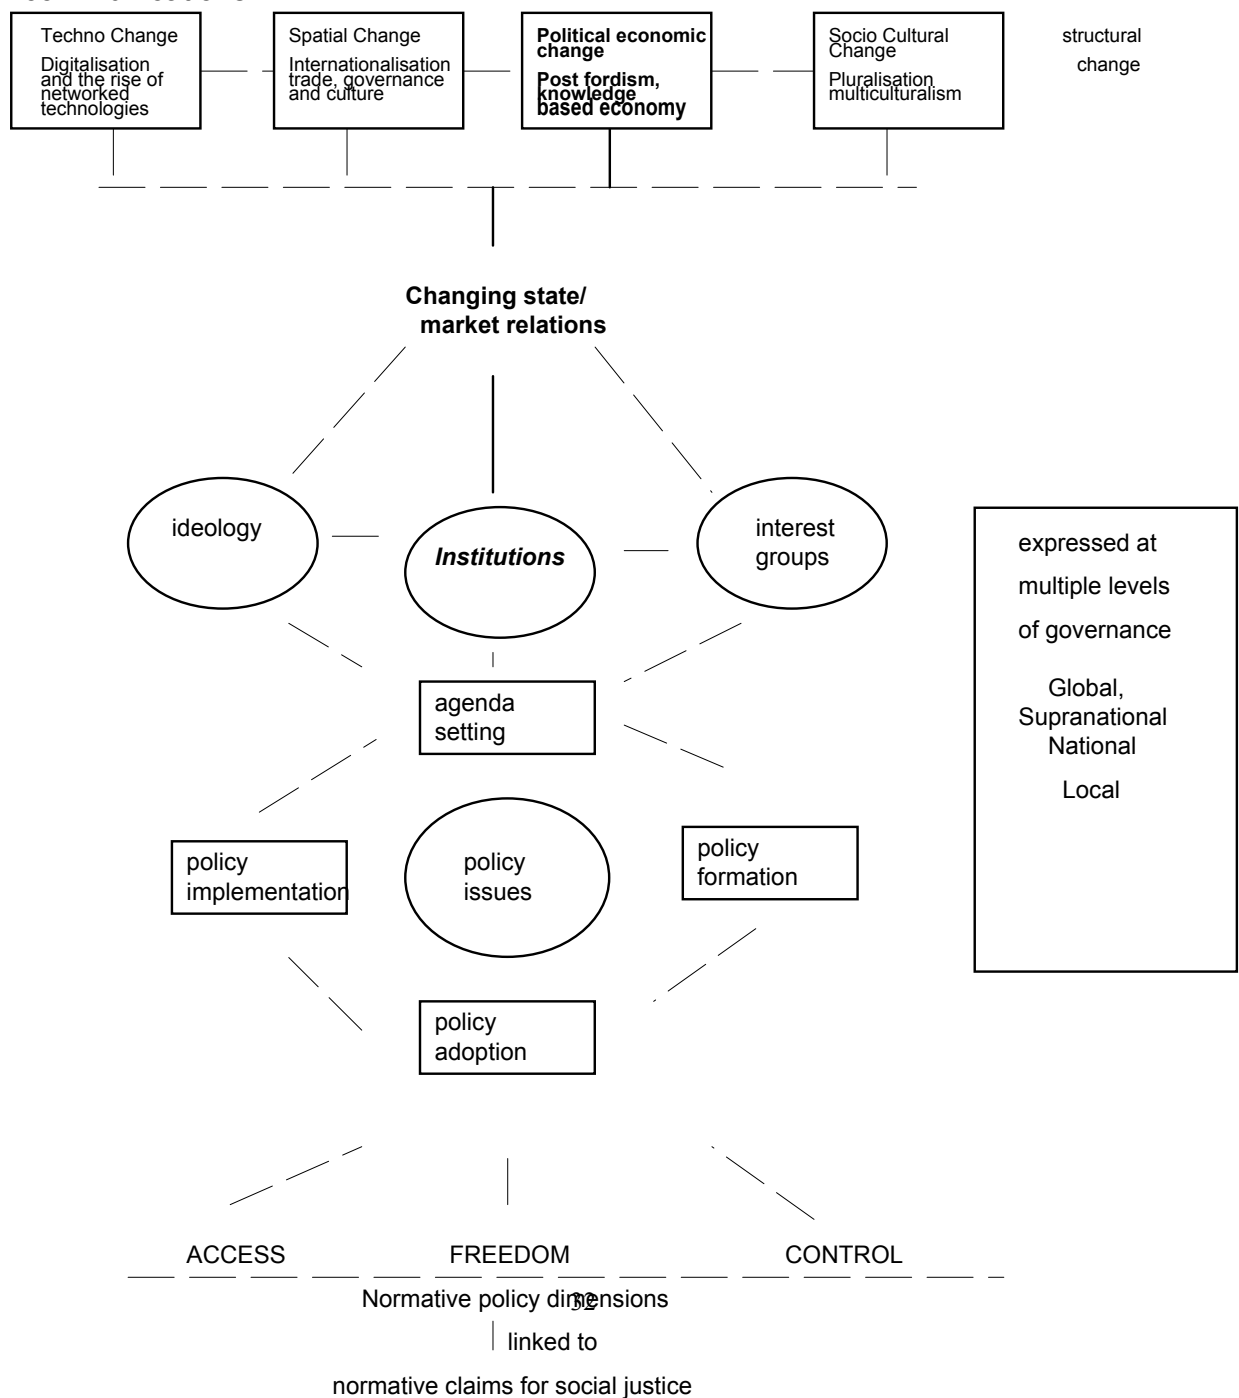 Techno Change
Digitalisation
and the rise of
networked
technologies
Spatial Change
Internationalisation
trade, governance
and culture
Political economic
change
Post fordism,
knowledge
based economy
Socio Cultural
Change
Pluralisation
multiculturalism
structural
change
Changing state/
market relations
ideology
Institutions
interest
groups
expressed at
multiple levels
of governance
Global,
Supranational
National
Local
agenda
setting
policy
implementation
policy
issues
policy
formation
policy
adoption
ACCESS
FREEDOM
CONTROL
Normative policy dimensions
32
linked to
normative claims for social justice